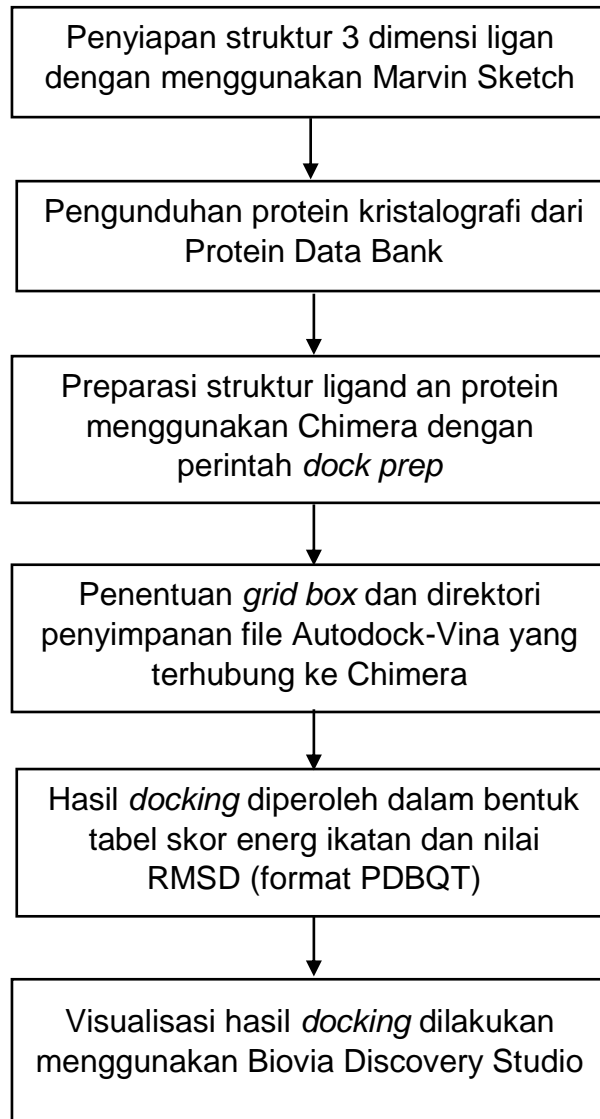 Penyiapan struktur 3 dimensi ligan
dengan menggunakan Marvin Sketch
Pengunduhan protein kristalografi dari
Protein Data Bank
Preparasi struktur ligand an protein
menggunakan Chimera dengan
perintah dock prep
Penentuan grid box dan direktori
penyimpanan file Autodock-Vina yang
terhubung ke Chimera
Hasil docking diperoleh dalam bentuk
tabel skor energ ikatan dan nilai
RMSD (format PDBQT)
Visualisasi hasil docking dilakukan
menggunakan Biovia Discovery Studio